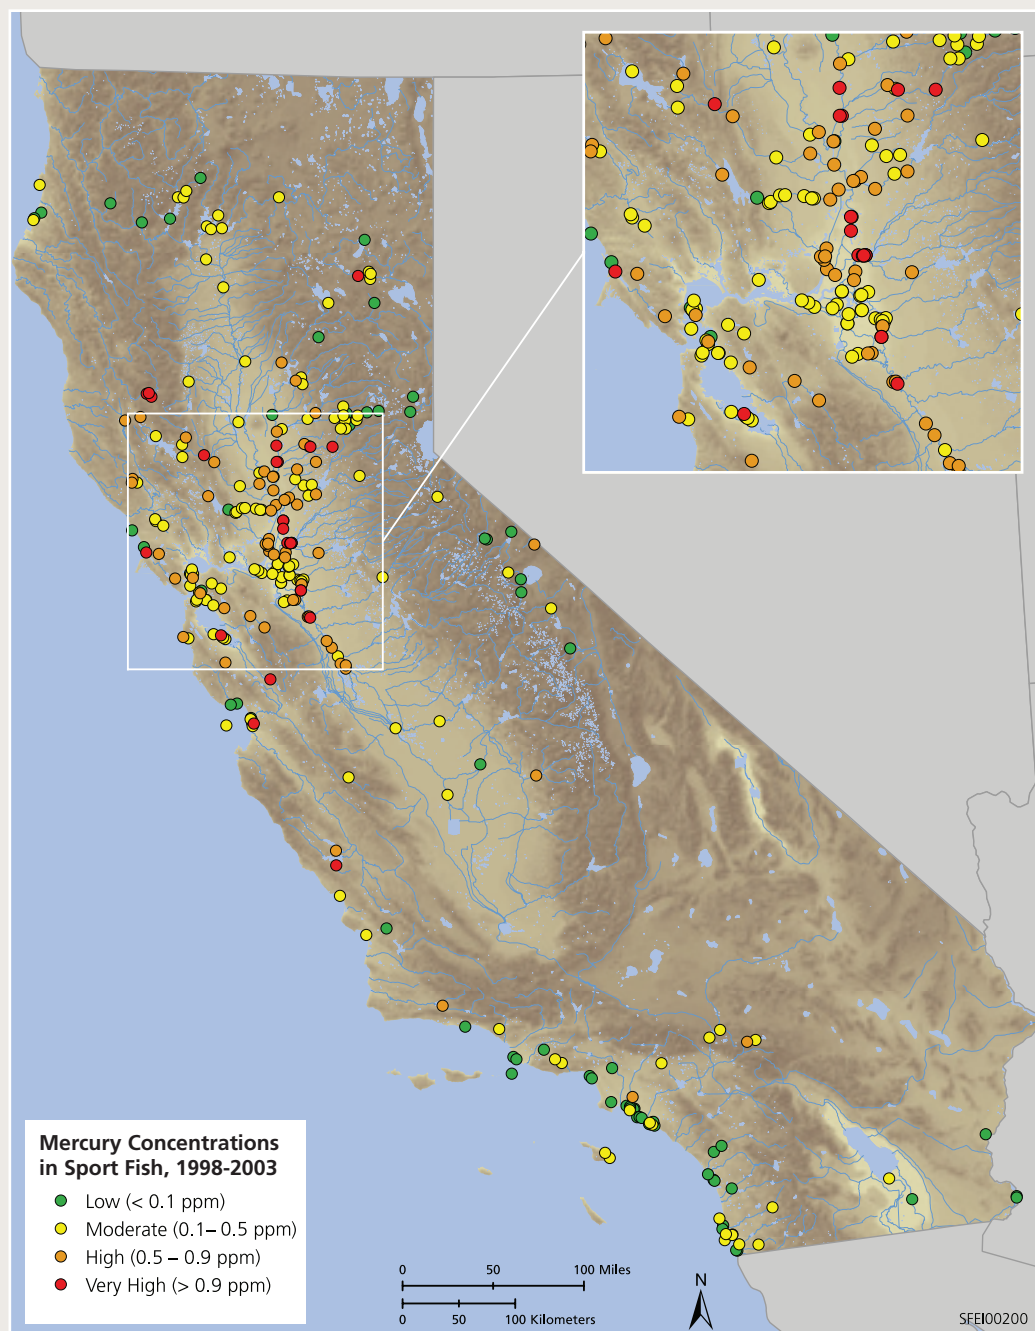 Mercury Concentrations
in Sport Fish, 1998-2003
Low (< 0.1 ppm)
Moderate (0.1– 0.5 ppm)
High (0.5 – 0.9 ppm)
Very High (> 0.9 ppm)
0 50 100 Miles
0 50 100 Kilometers
N
SFEI00200